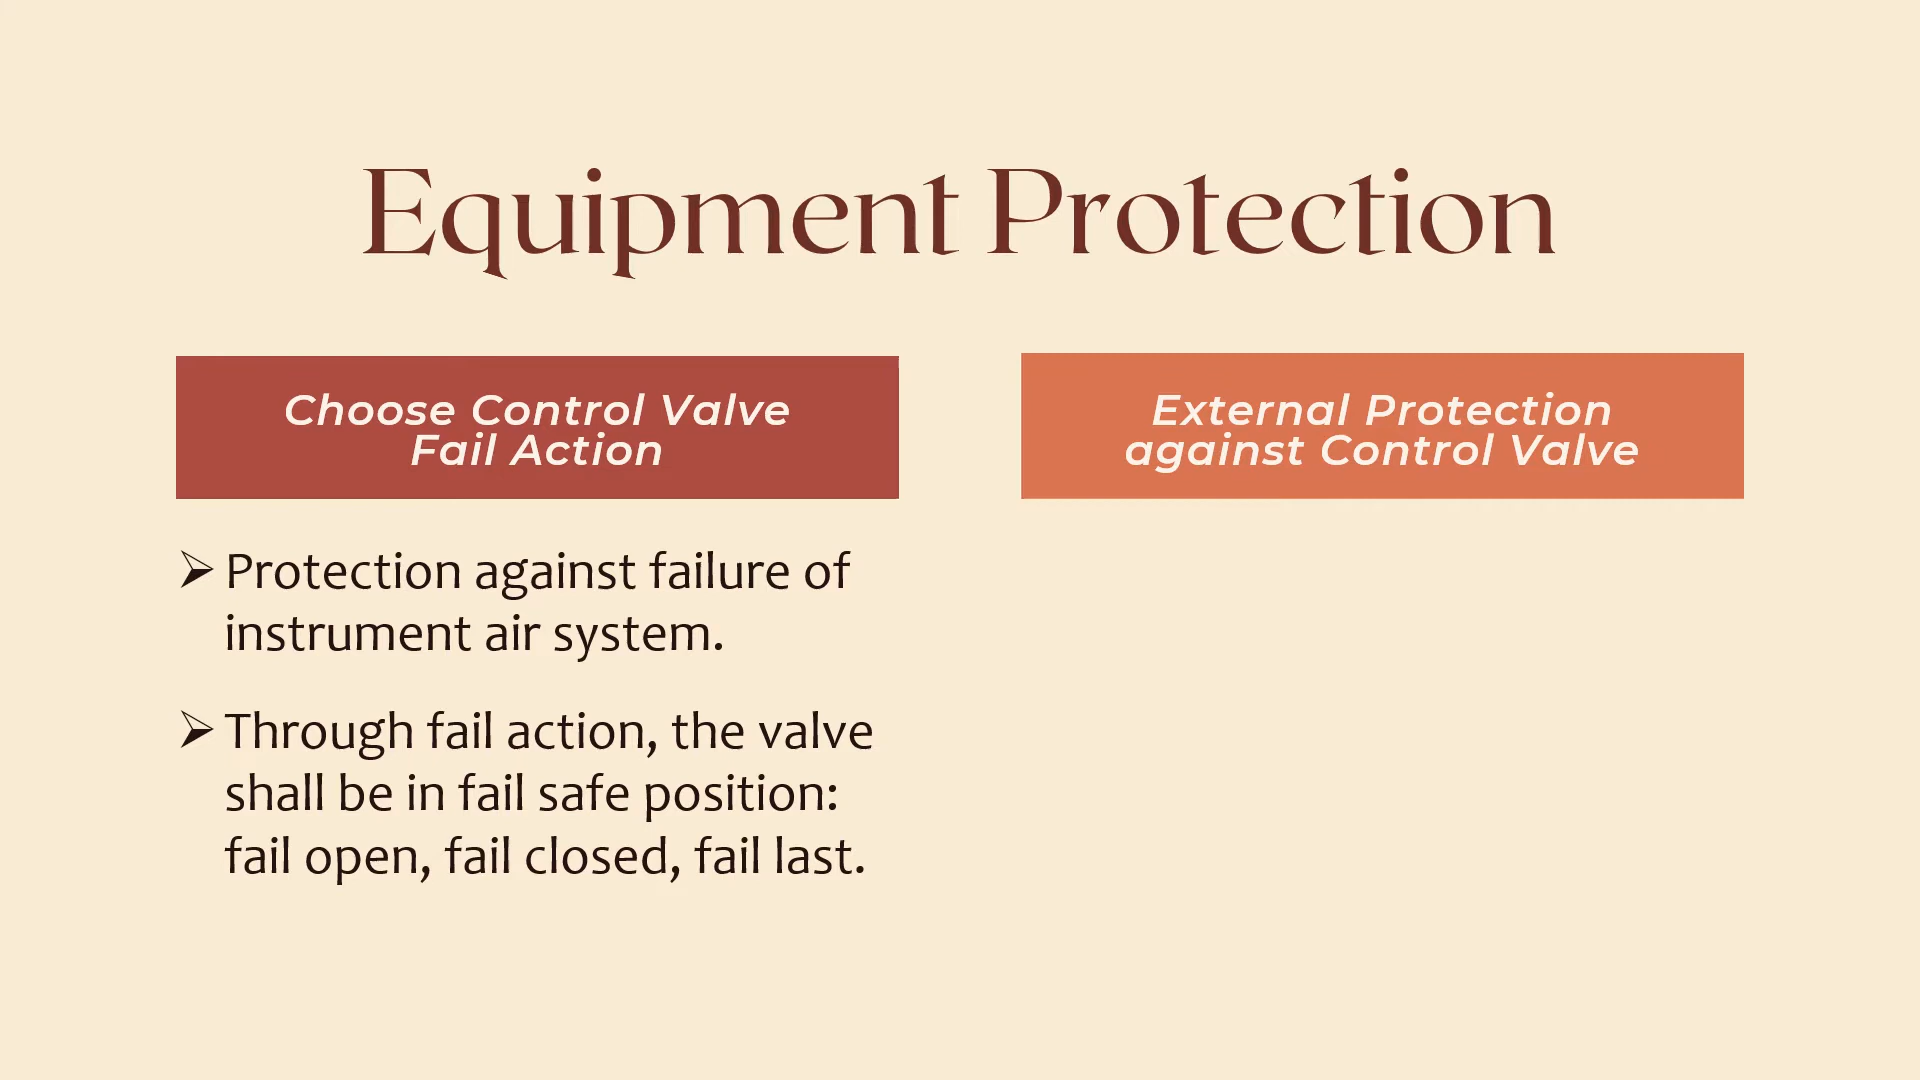 Equipment Protection
Choose Control Valve
Fail Action
➢ Protection against failure of
instrument air system.
➢ Through fail action, the valve
shall be in fail safe position:
fail open, fail closed, fail last.
External Protection
against Control Valve